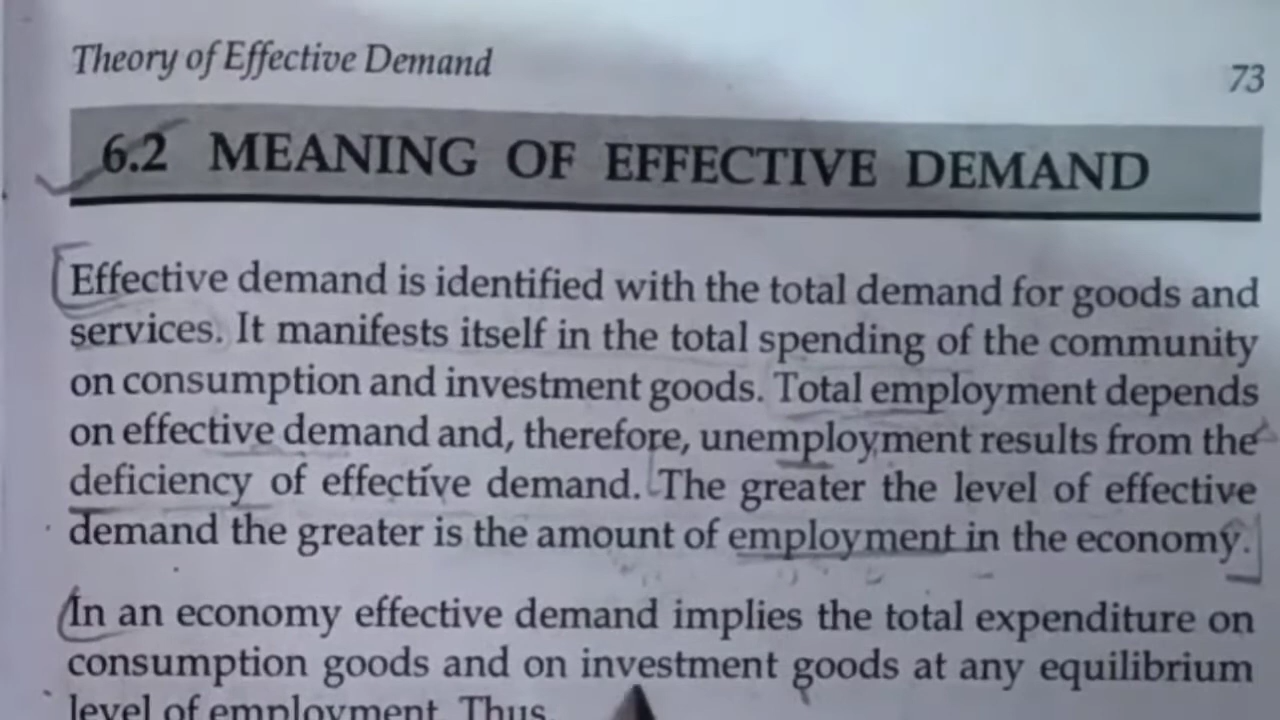 Theory of Effective Demand 73
6.2 MEANING OF EFFECTIVE DEMAND
Effective demand is identified with the total demand for goods and
services. It manifests itself in the total spending of the community
on consumption and investment goods. Total employment depends
on effective demand and, therefore, unemployment results from the
deficiency of effective demand. The greater the level of effective
demand the greater is the amount of employment in the economy.
In an economy effective demand implies the total expenditure on
consumption goods and on investment goods at any equilibrium
level of employment. Thus,